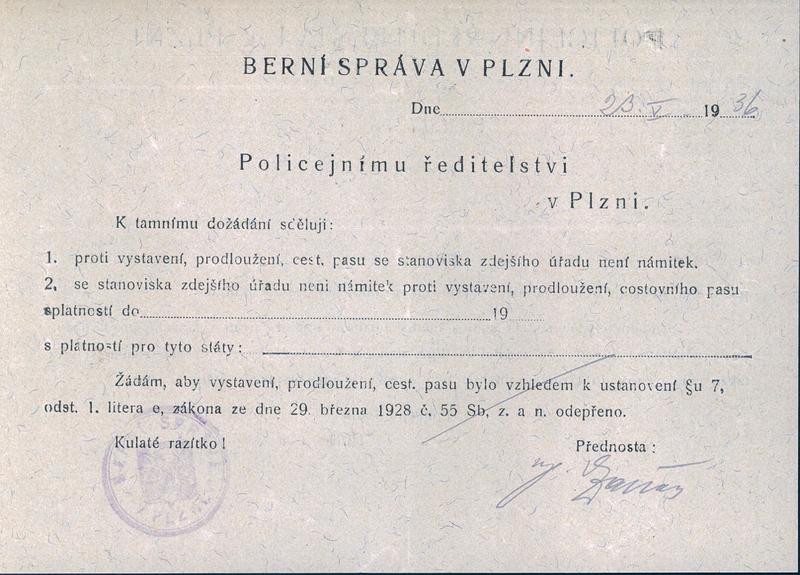 BERNÍ SPRÁVA V PLZNI.
Dne 23. V. 1936
Policejnímu ředitelstvi
v Plzni.
K tamnímu dožádání sděluji:
1. proti vystavení, prodloužení, cest. pasu se stanoviska zdejšího úřadu není námitek.
2, se stanoviska zdejšího úřadu neni námitek proti vystavení, prodloužení, costovního pasu
splatností do 19
s platností pro tyto státy:
Žádám, aby vystavení, prodloužení, cest. pasu bylo vzhledem k ustanovení §u 7,
odst. 1. litera e, zákona ze dne 29. března 1928 č. 55 Sb, z. a n. odepřeno.
Kulaté razítko!
Přednosta: